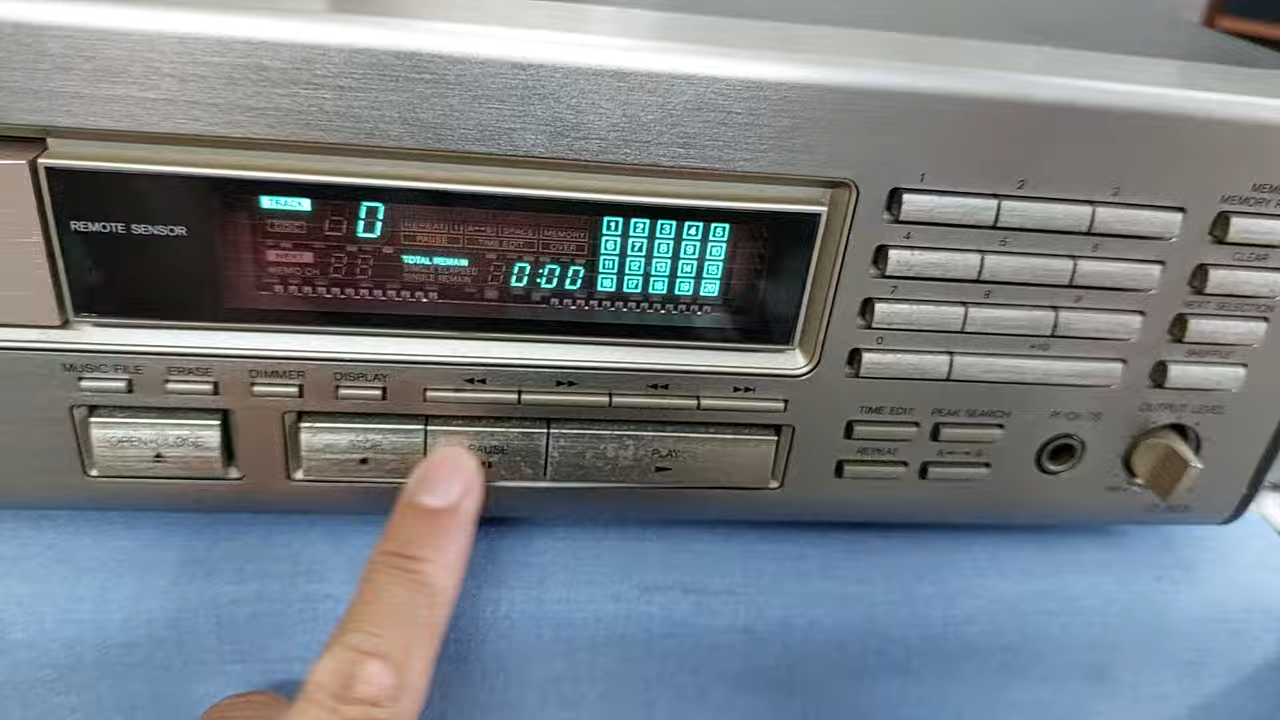 1 2 3
MEMORY
TRACK 0 1 2 3 4 5
REMOTE SENSOR DISC REPEAT 1 A↔B SPACE MEMORY
PAUSE TIME EDIT OVER 6 7 8 9 10
4 5 6
CLEAR
NEXT TOTAL REMAIN 11 12 13 14 15
MEMO CH SINGLE ELAPSED 0:00
SINGLE REMAIN 16 17 18 19 20
7 8 9
NEXT SELECTION
0 +10
SHUFFLE
MUSIC FILE ERASE DIMMER DISPLAY ◀◀ ▶▶ |◀◀ ▶▶|
TIME EDIT PEAK SEARCH OUTPUT LEVEL
OPEN/CLOSE STOP PAUSE PLAY
REPEAT A↔B